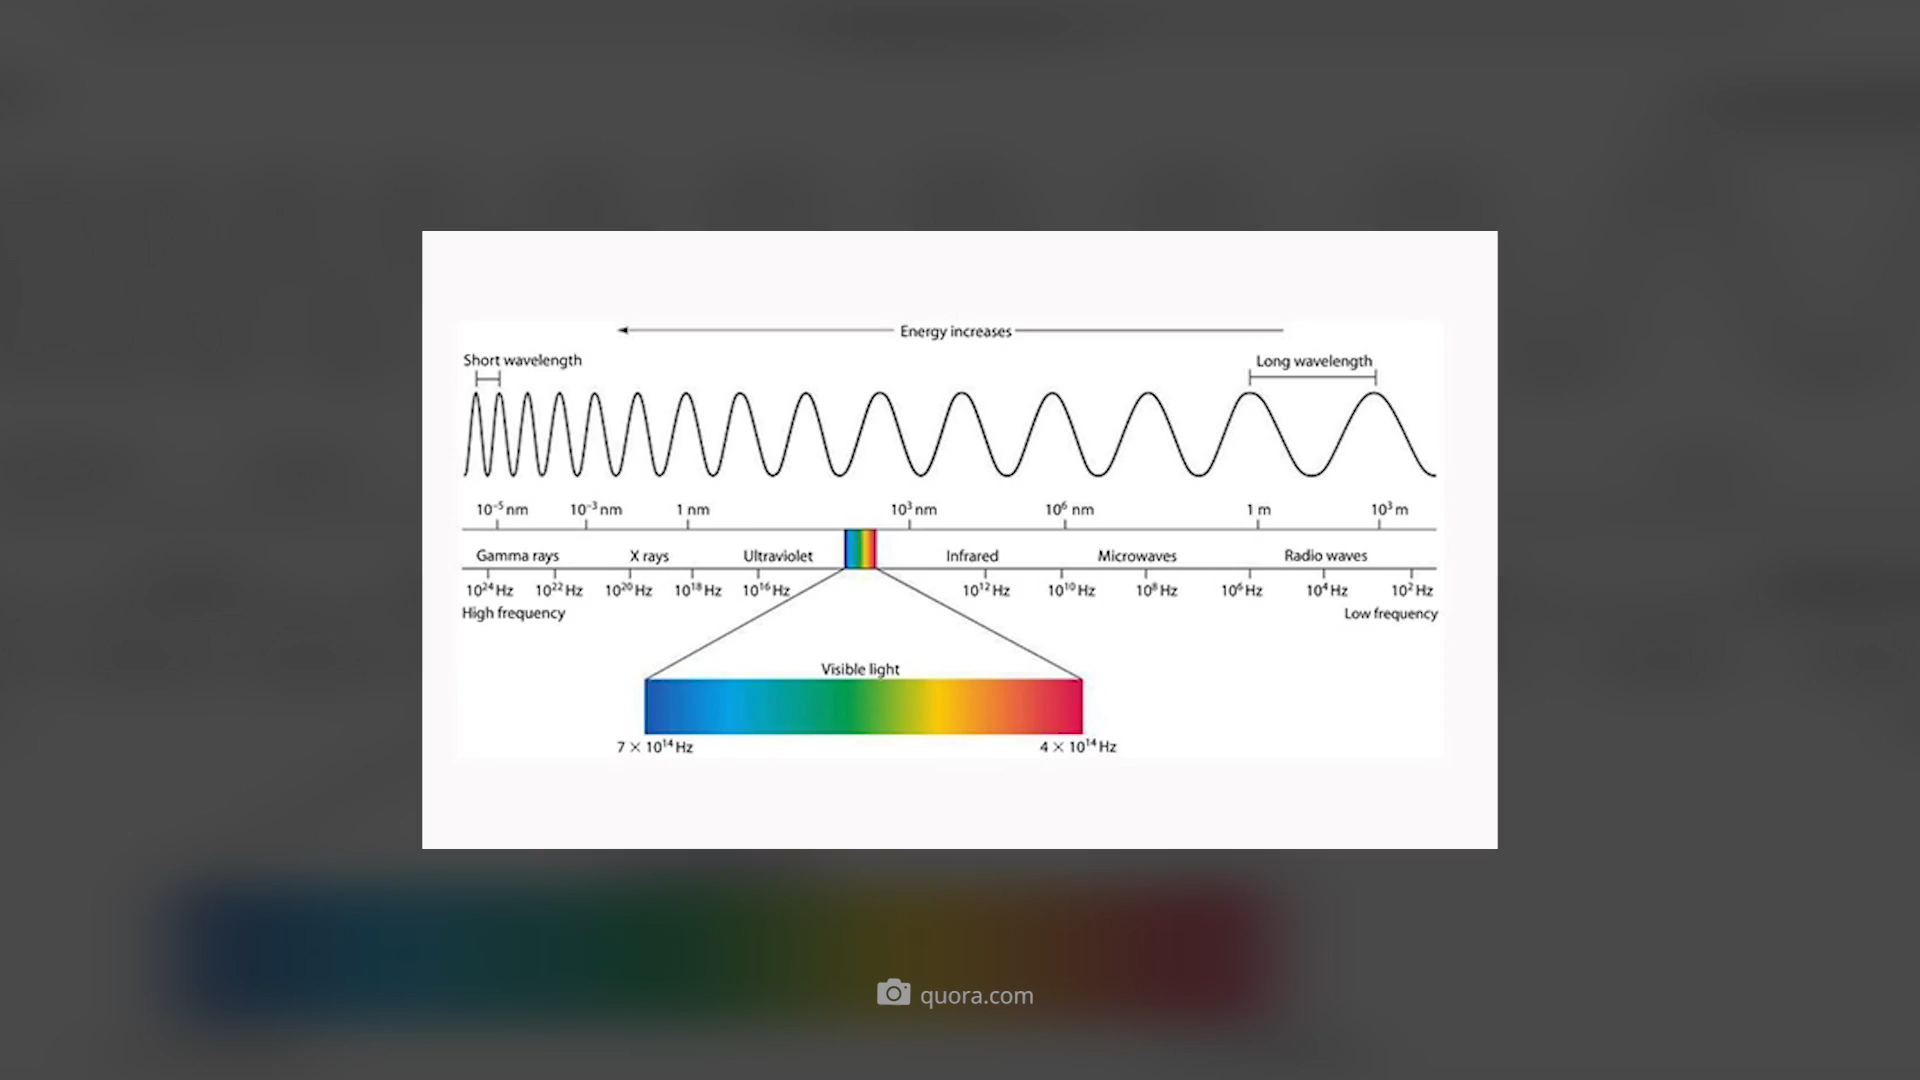 Energy increases
Short wavelength
Long wavelength
10⁻⁵ nm 10⁻³ nm 1 nm 10³ nm 10⁶ nm 1 m 10³ m
Gamma rays X rays Ultraviolet Infrared Microwaves Radio waves
10²⁴ Hz 10²² Hz 10²⁰ Hz 10¹⁸ Hz 10¹⁶ Hz 10¹² Hz 10¹⁰ Hz 10⁸ Hz 10⁶ Hz 10⁴ Hz 10² Hz
High frequency Low frequency
Visible light
7 × 10¹⁴ Hz 4 × 10¹⁴ Hz
quora.com